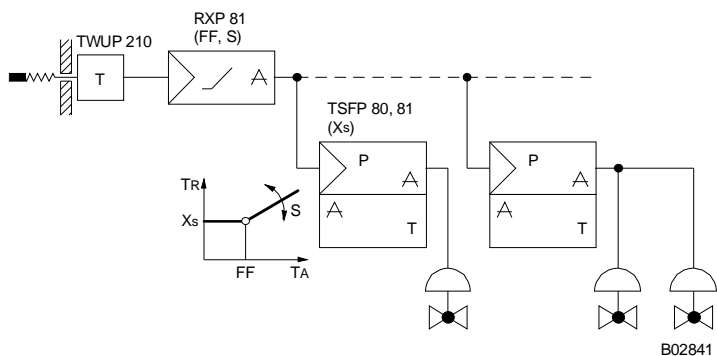 RXP 81
(FF, S)
TWUP 210
T
A
TSFP 80, 81
(Xs)
P
A
A
T
P
A
A
T
TR
Xs
S
FF
TA
B02841